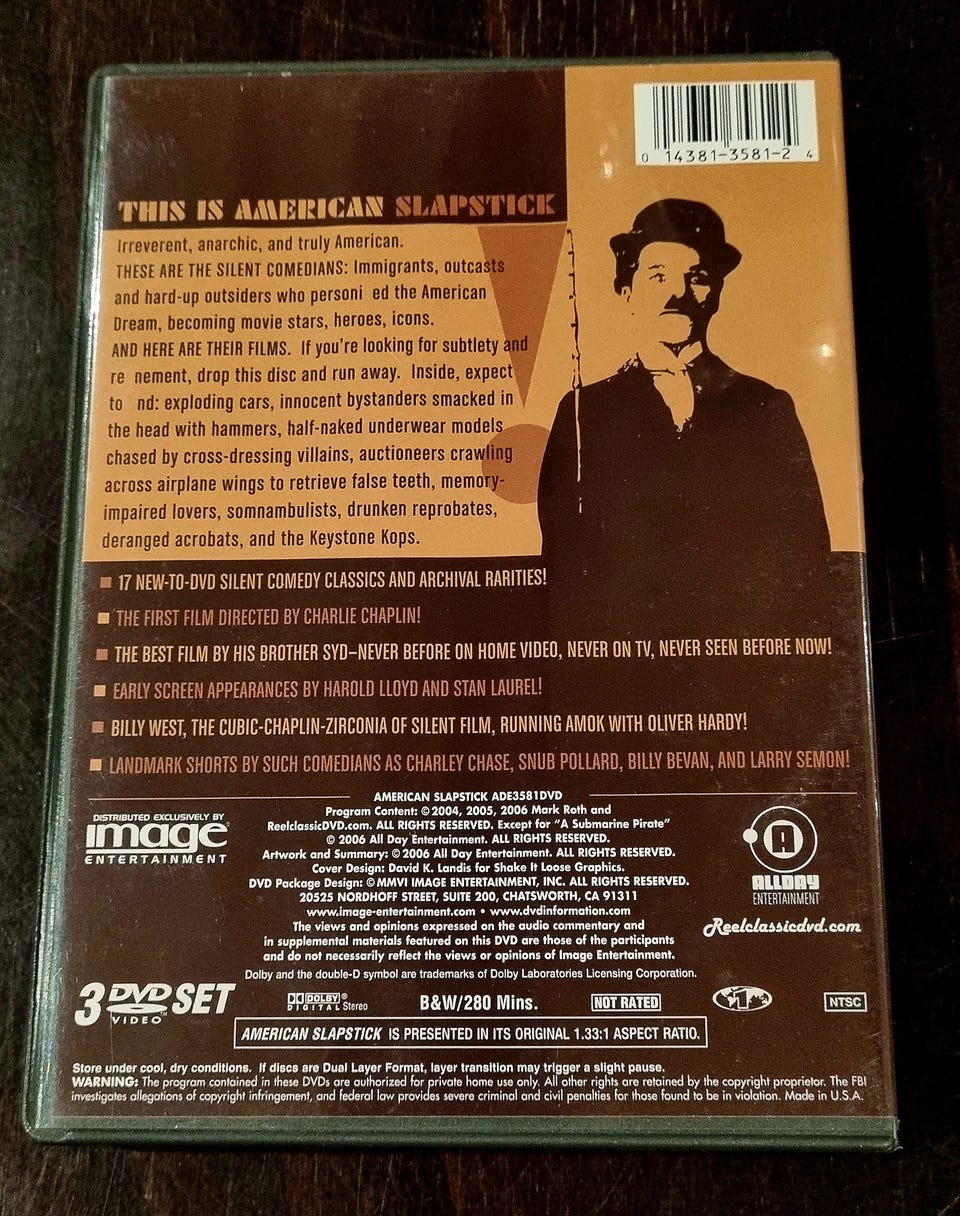 0 14381-3581-2 4
THIS IS AMERICAN SLAPSTICK
Irreverent, anarchic, and truly American.
THESE ARE THE SILENT COMEDIANS: Immigrants, outcasts
and hard-up outsiders who personi ed the American
Dream, becoming movie stars, heroes, icons.
AND HERE ARE THEIR FILMS. If you're looking for subtlety and
re nement, drop this disc and run away. Inside, expect
to nd: exploding cars, innocent bystanders smacked in
the head with hammers, half-naked underwear models
chased by cross-dressing villains, auctioneers crawling
across airplane wings to retrieve false teeth, memory-
impaired lovers, somnambulists, drunken reprobates,
deranged acrobats, and the Keystone Kops.
17 NEW-TO-DVD SILENT COMEDY CLASSICS AND ARCHIVAL RARITIES!
THE FIRST FILM DIRECTED BY CHARLIE CHAPLIN!
THE BEST FILM BY HIS BROTHER SYD–NEVER BEFORE ON HOME VIDEO, NEVER ON TV, NEVER SEEN BEFORE NOW!
EARLY SCREEN APPEARANCES BY HAROLD LLOYD AND STAN LAUREL!
BILLY WEST, THE CUBIC-CHAPLIN-ZIRCONIA OF SILENT FILM, RUNNING AMOK WITH OLIVER HARDY!
LANDMARK SHORTS BY SUCH COMEDIANS AS CHARLEY CHASE, SNUB POLLARD, BILLY BEVAN, AND LARRY SEMON!
DISTRIBUTED EXCLUSIVELY BY
image®
ENTERTAINMENT
AMERICAN SLAPSTICK ADE3581DVD
Program Content: ©2004, 2005, 2006 Mark Roth and
ReelclassicDVD.com. ALL RIGHTS RESERVED. Except for "A Submarine Pirate"
© 2006 All Day Entertainment. ALL RIGHTS RESERVED.
Artwork and Summary: ©2006 All Day Entertainment. ALL RIGHTS RESERVED.
Cover Design: David K. Landis for Shake It Loose Graphics.
DVD Package Design: ©MMVI IMAGE ENTERTAINMENT, INC. ALL RIGHTS RESERVED.
20525 NORDHOFF STREET, SUITE 200, CHATSWORTH, CA 91311
www.image-entertainment.com • www.dvdinformation.com
The views and opinions expressed on the audio commentary and
in supplemental materials featured on this DVD are those of the participants
and do not necessarily reflect the views or opinions of Image Entertainment.
Dolby and the double-D symbol are trademarks of Dolby Laboratories Licensing Corporation.
A
ALLDAY
ENTERTAINMENT
Reelclassicdvd.com
3 DVD VIDEO™ SET
DOLBY® DIGITAL Stereo
B&W/280 Mins.
NOT RATED
1
NTSC
AMERICAN SLAPSTICK IS PRESENTED IN ITS ORIGINAL 1.33:1 ASPECT RATIO.
Store under cool, dry conditions. If discs are Dual Layer Format, layer transition may trigger a slight pause.
WARNING: The program contained in these DVDs are authorized for private home use only. All other rights are retained by the copyright proprietor. The FBI
investigates allegations of copyright infringement, and federal law provides severe criminal and civil penalties for those found to be in violation. Made in U.S.A.